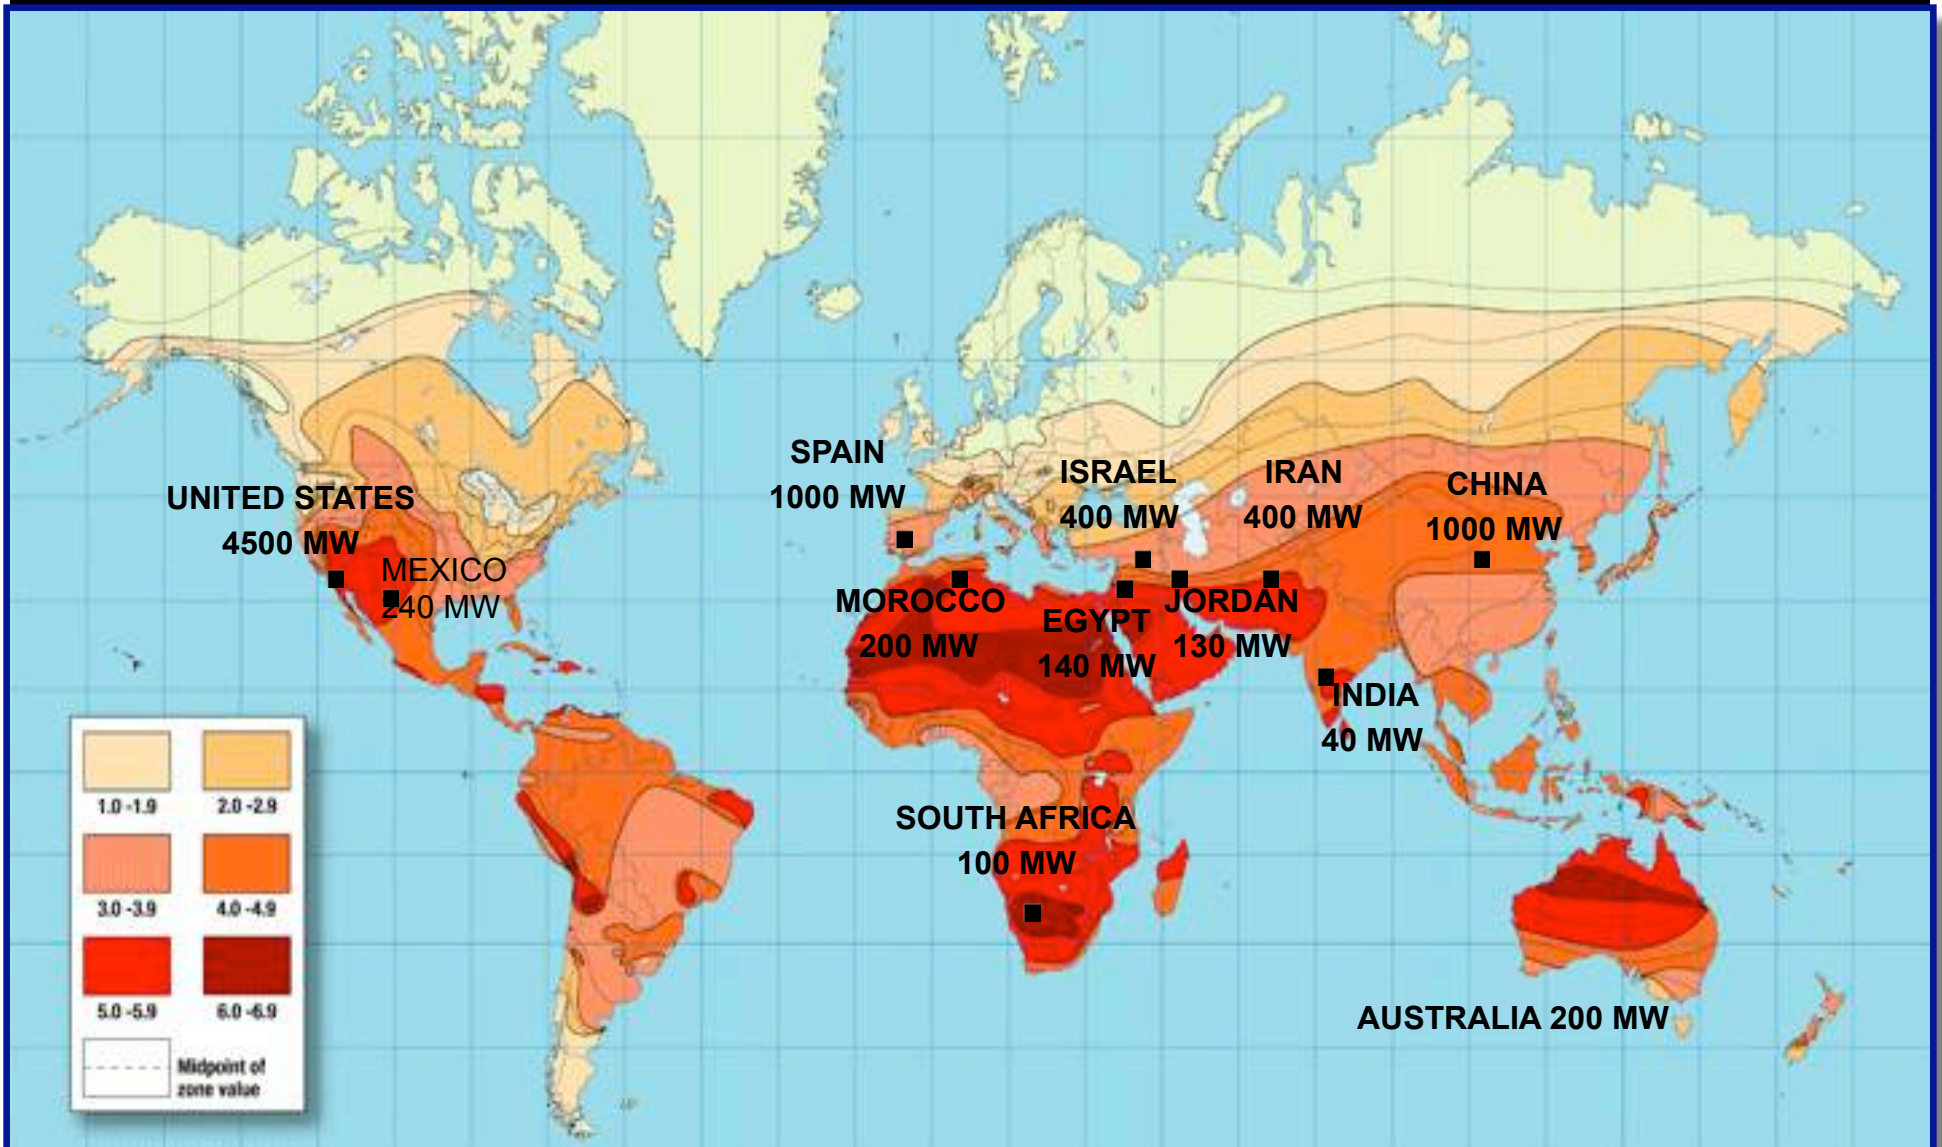 SPAIN
1000 MW
ISRAEL
400 MW
IRAN
400 MW
CHINA
1000 MW
UNITED STATES
4500 MW
MEXICO
240 MW
MOROCCO
200 MW
EGYPT
140 MW
JORDAN
130 MW
INDIA
40 MW
SOUTH AFRICA
100 MW
AUSTRALIA 200 MW
1.0 -1.9
2.0 -2.9
3.0 -3.9
4.0 -4.9
5.0 -5.9
6.0 -6.9
Midpoint of
zone value